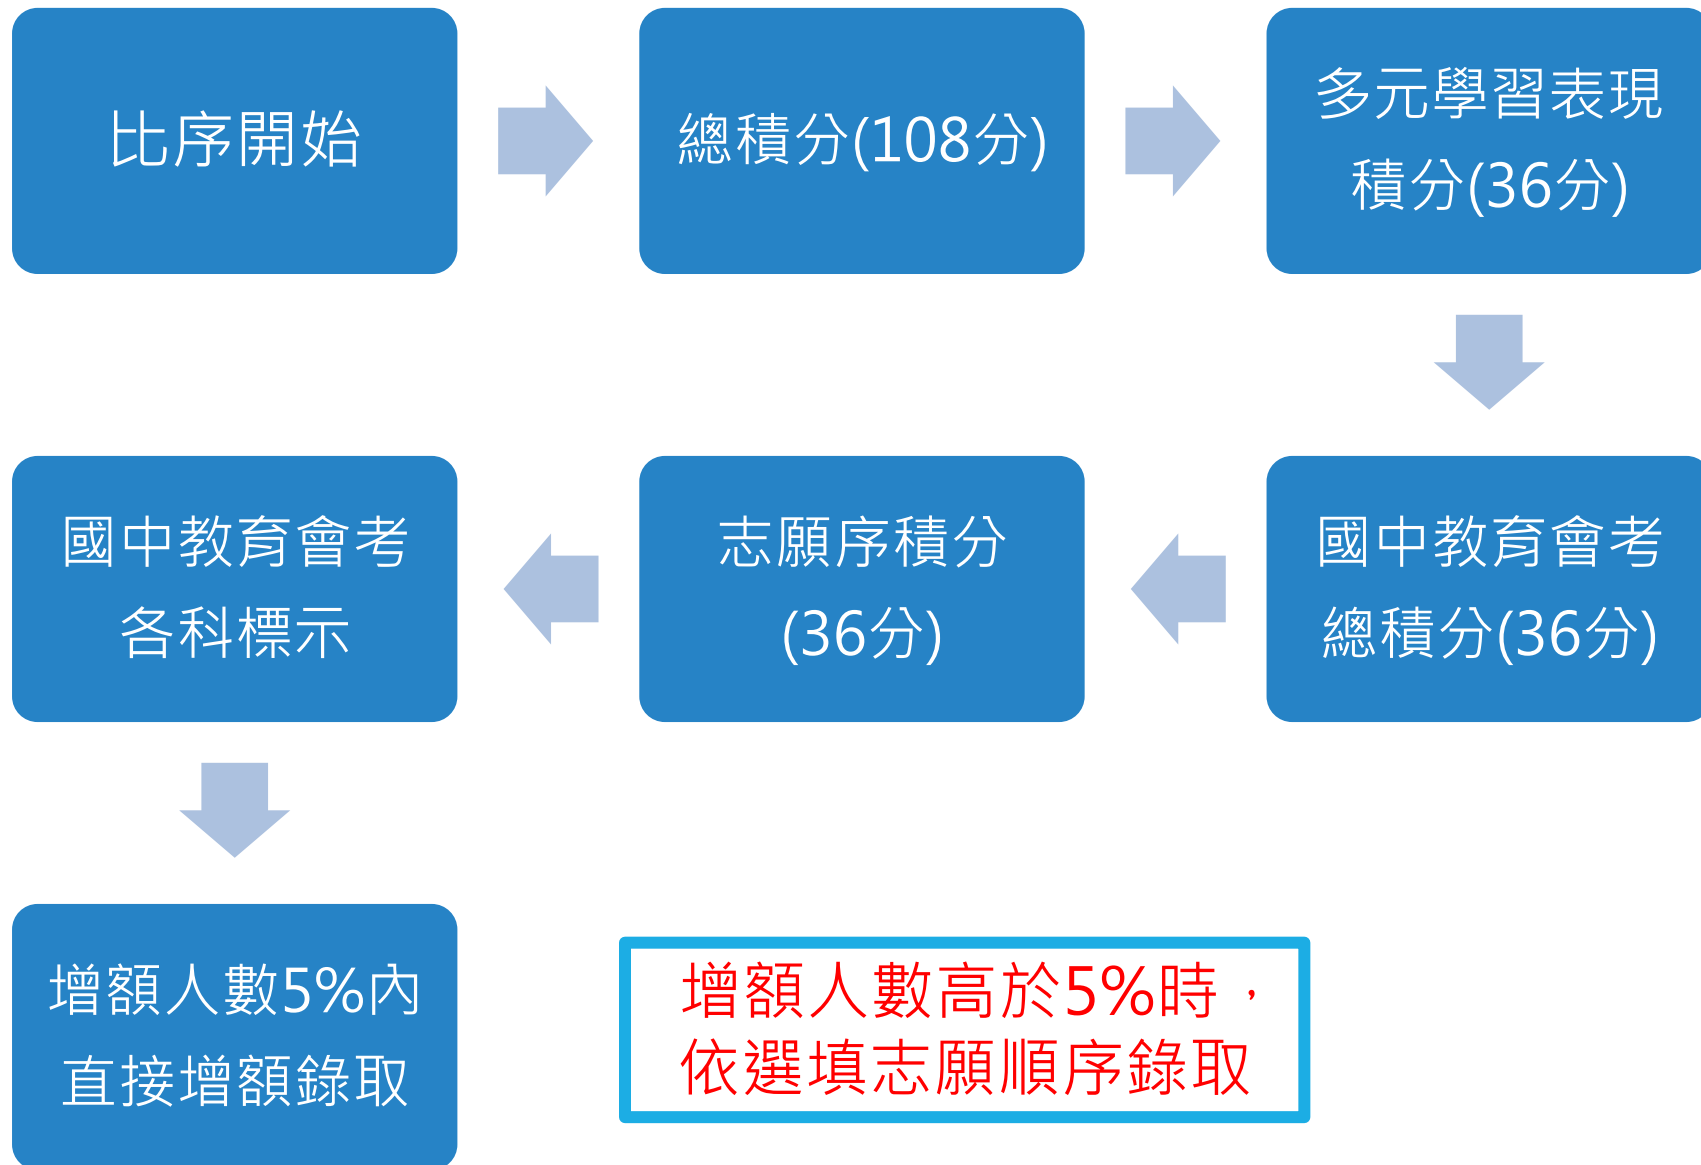 比序開始
總積分(108分)
多元學習表現
積分(36分)
國中教育會考
總積分(36分)
志願序積分
(36分)
國中教育會考
各科標示
增額人數5%內
直接增額錄取
增額人數高於5%時，
依選填志願順序錄取